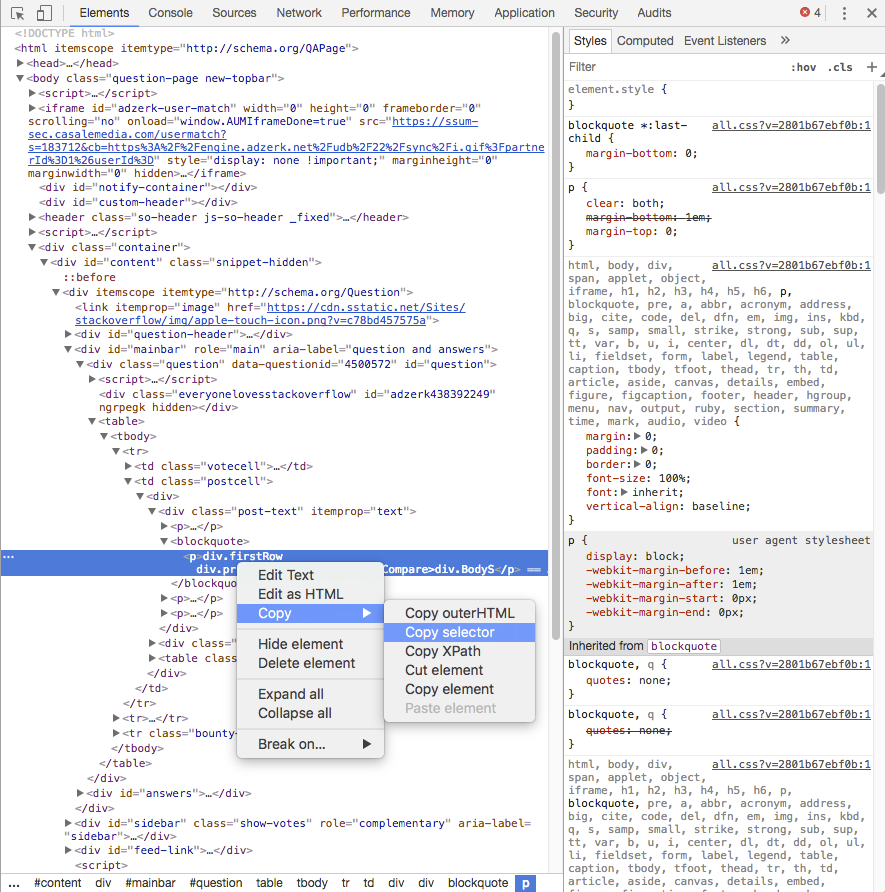 Elements Console Sources Network Performance Memory Application Security Audits 4
<!DOCTYPE html>
<html itemscope itemtype="http://schema.org/QAPage">
<head>…</head>
<body class="question-page new-topbar">
<script>…</script>
<iframe id="adzerk-user-match" width="0" height="0" frameborder="0"
scrolling="no" onload="window.AUMIframeDone=true" src="https://ssum-
sec.casalemedia.com/usermatch?
s=183712&cb=https%3A%2F%2Fengine.adzerk.net%2Fudb%2F22%2Fsync%2Fi.gif%3Fpartne
rId%3D1%26userId%3D" style="display: none !important;" marginheight="0"
marginwidth="0" hidden>…</iframe>
<div id="notify-container"></div>
<div id="custom-header"></div>
<header class="so-header js-so-header _fixed">…</header>
<script>…</script>
<div class="container">
<div id="content" class="snippet-hidden">
::before
<div itemscope itemtype="http://schema.org/Question">
<link itemprop="image" href="https://cdn.sstatic.net/Sites/
stackoverflow/img/apple-touch-icon.png?v=c78bd457575a">
<div id="question-header">…</div>
<div id="mainbar" role="main" aria-label="question and answers">
<div class="question" data-questionid="4500572" id="question">
<script>…</script>
<div class="everyonelovesstackoverflow" id="adzerk438392249"
ngrpegk hidden></div>
<table>
<tbody>
<tr>
<td class="votecell">…</td>
<td class="postcell">
<div>
<div class="post-text" itemprop="text">
<p>…</p>
<blockquote>
… <p>div.firstRow
div.pr Compare>div.BodyS</p> ==
</blockquo
<p>…</p>
<p>…</p>
</div>
<div class
<table clas
</div>
</td>
</tr>
<tr>…</tr>
<tr class="bounty-
</tbody>
</table>
</div>
<div id="answers">…</div>
</div>
<div id="sidebar" class="show-votes" role="complementary" aria-label=
"sidebar">…</div>
<div id="feed-link">…</div>
<script>
... #content div #mainbar #question table tbody tr td div div blockquote p
Edit Text
Edit as HTML
Copy
Hide element
Delete element
Expand all
Collapse all
Break on...
Copy outerHTML
Copy selector
Copy XPath
Cut element
Copy element
Paste element
Styles Computed Event Listeners »
Filter :hov .cls +
element.style {
}
blockquote *:last- all.css?v=2801b67ebf0b:1
child {
margin-bottom: 0;
}
p { all.css?v=2801b67ebf0b:1
clear: both;
margin-bottom: 1em;
margin-top: 0;
}
html, body, div, all.css?v=2801b67ebf0b:1
span, applet, object,
iframe, h1, h2, h3, h4, h5, h6, p,
blockquote, pre, a, abbr, acronym, address,
big, cite, code, del, dfn, em, img, ins, kbd,
q, s, samp, small, strike, strong, sub, sup,
tt, var, b, u, i, center, dl, dt, dd, ol, ul,
li, fieldset, form, label, legend, table,
caption, tbody, tfoot, thead, tr, th, td,
article, aside, canvas, details, embed,
figure, figcaption, footer, header, hgroup,
menu, nav, output, ruby, section, summary,
time, mark, audio, video {
margin: 0;
padding: 0;
border: 0;
font-size: 100%;
font: inherit;
vertical-align: baseline;
}
p { user agent stylesheet
display: block;
-webkit-margin-before: 1em;
-webkit-margin-after: 1em;
-webkit-margin-start: 0px;
-webkit-margin-end: 0px;
}
Inherited from blockquote
blockquote, q { all.css?v=2801b67ebf0b:1
quotes: none;
}
blockquote, q { all.css?v=2801b67ebf0b:1
quotes: none;
}
html, body, div, all.css?v=2801b67ebf0b:1
span, applet, object,
iframe, h1, h2, h3, h4, h5, h6, p,
blockquote, pre, a, abbr, acronym, address,
big, cite, code, del, dfn, em, img, ins, kbd,
q, s, samp, small, strike, strong, sub, sup,
tt, var, b, u, i, center, dl, dt, dd, ol, ul,
li, fieldset, form, label, legend, table,
caption, tbody, tfoot, thead, tr, th, td,
article, aside, canvas, details, embed,